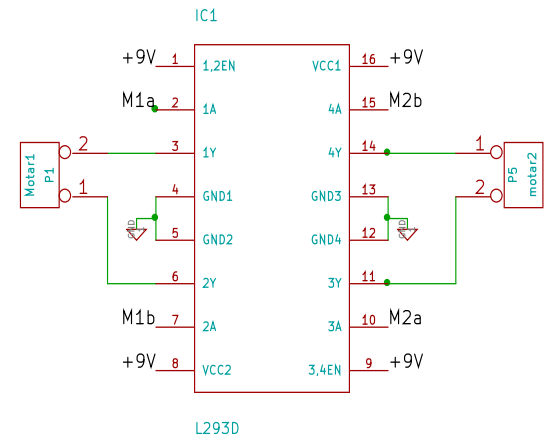 IC1
+9V 1 1,2EN VCC1 16 +9V
M1a 2 1A 4A 15 M2b
2 3 1Y 4Y 14 1
Motar1 P1 P5 motar2
1 4 GND1 GND3 13 2
GND GND
5 GND2 GND4 12
6 2Y 3Y 11
M1b 7 2A 3A 10 M2a
+9V 8 VCC2 3,4EN 9 +9V
L293D